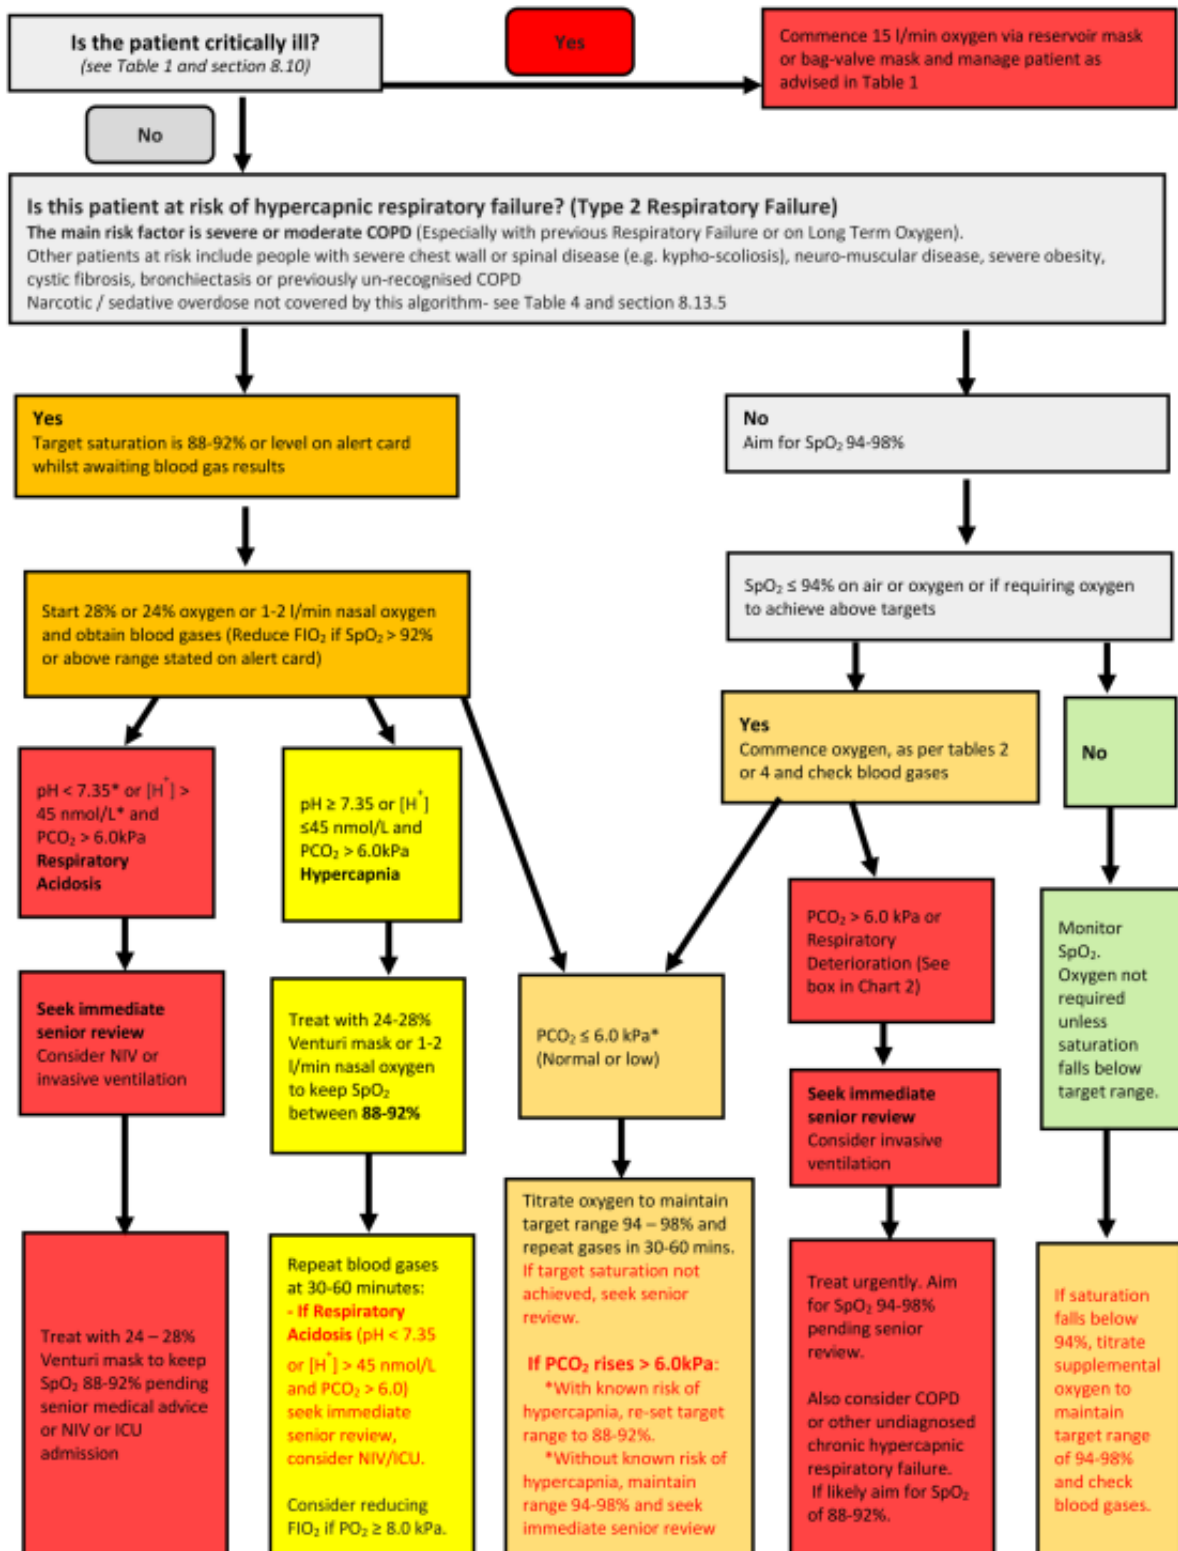 Is the patient critically ill?
(see Table 1 and section 8.10)
Yes
Commence 15 l/min oxygen via reservoir mask
or bag-valve mask and manage patient as
advised in Table 1
No
Is this patient at risk of hypercapnic respiratory failure? (Type 2 Respiratory Failure)
The main risk factor is severe or moderate COPD (Especially with previous Respiratory Failure or on Long Term Oxygen).
Other patients at risk include people with severe chest wall or spinal disease (e.g. kypho-scoliosis), neuro-muscular disease, severe obesity,
cystic fibrosis, bronchiectasis or previously un-recognised COPD
Narcotic / sedative overdose not covered by this algorithm- see Table 4 and section 8.13.5
Yes
Target saturation is 88-92% or level on alert card
whilst awaiting blood gas results
No
Aim for SpO₂ 94-98%
Start 28% or 24% oxygen or 1-2 l/min nasal oxygen
and obtain blood gases (Reduce FIO₂ if SpO₂ > 92%
or above range stated on alert card)
SpO₂ ≤ 94% on air or oxygen or if requiring oxygen
to achieve above targets
Yes
Commence oxygen, as per tables 2
or 4 and check blood gases
No
pH < 7.35* or [H⁺] >
45 nmol/L* and
PCO₂ > 6.0kPa
Respiratory
Acidosis
pH ≥ 7.35 or [H⁺]
≤45 nmol/L and
PCO₂ > 6.0kPa
Hypercapnia
PCO₂ ≤ 6.0 kPa*
(Normal or low)
PCO₂ > 6.0 kPa or
Respiratory
Deterioration (See
box in Chart 2)
Monitor
SpO₂.
Oxygen not
required
unless
saturation
falls below
target range.
Seek immediate
senior review
Consider NIV or
invasive ventilation
Treat with 24-28%
Venturi mask or 1-2
l/min nasal oxygen
to keep SpO₂
between 88-92%
Seek immediate
senior review
Consider invasive
ventilation
Treat with 24 – 28%
Venturi mask to keep
SpO₂ 88-92% pending
senior medical advice
or NIV or ICU
admission
Repeat blood gases
at 30-60 minutes:
- If Respiratory
Acidosis (pH < 7.35
or [H⁺] > 45 nmol/L
and PCO₂ > 6.0)
seek immediate
senior review,
consider NIV/ICU.
Consider reducing
FIO₂ if PO₂ ≥ 8.0 kPa.
Titrate oxygen to maintain
target range 94 – 98% and
repeat gases in 30-60 mins.
If target saturation not
achieved, seek senior
review.
If PCO₂ rises > 6.0kPa:
*With known risk of
hypercapnia, re-set target
range to 88-92%.
*Without known risk of
hypercapnia, maintain
range 94-98% and seek
immediate senior review
Treat urgently. Aim
for SpO₂ 94-98%
pending senior
review.
Also consider COPD
or other undiagnosed
chronic hypercapnic
respiratory failure.
If likely aim for SpO₂
of 88-92%.
If saturation
falls below
94%, titrate
supplemental
oxygen to
maintain
target range
of 94-98%
and check
blood gases.